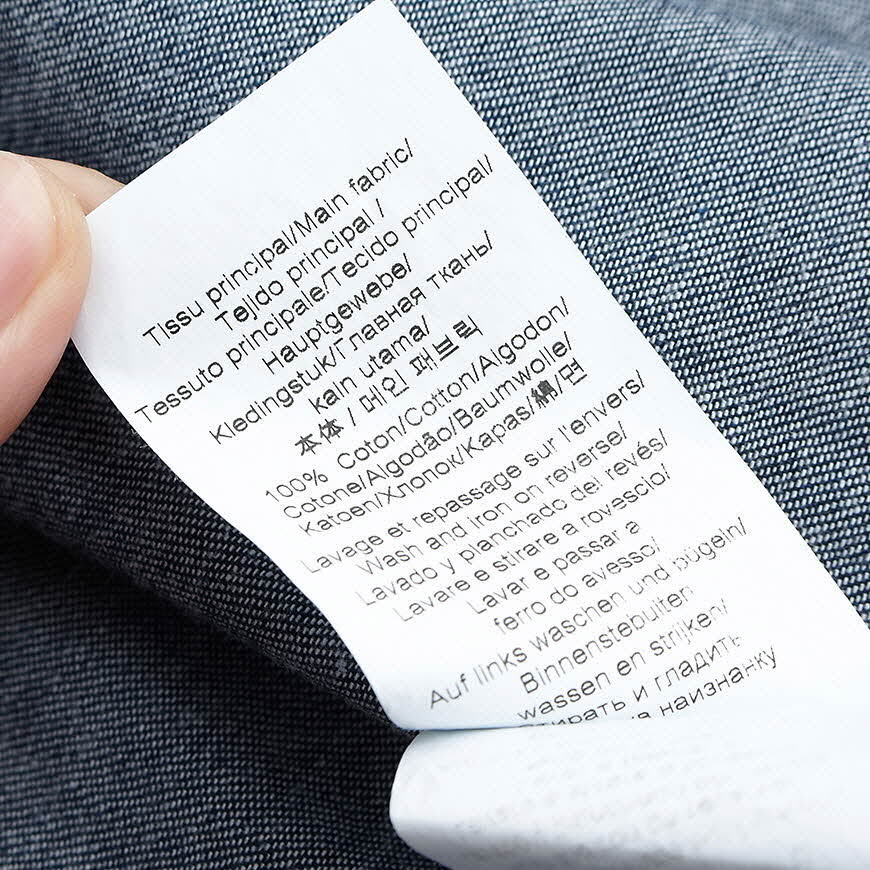 Tissu principal/Main fabric/
Tejido principal /
Tessuto principale/Tecido principal/
Hauptgewebe/
Kledingstuk/Главная ткань/
kain utama/
本体 / 메인 패브릭
100% Coton/Cotton/Algodon/
Cotone/Algodão/Baumwolle/
Katoen/Хлопок/Kapas/綿/면
Lavage et repassage sur l'envers/
Wash and iron on reverse/
Lavado y planchado del revés/
Lavare e stirare a rovescio/
Lavar e passar a
ferro do avesso/
Auf links waschen und bügeln/
Binnenstebuiten
wassen en strijken/
и гладить
наизнанку